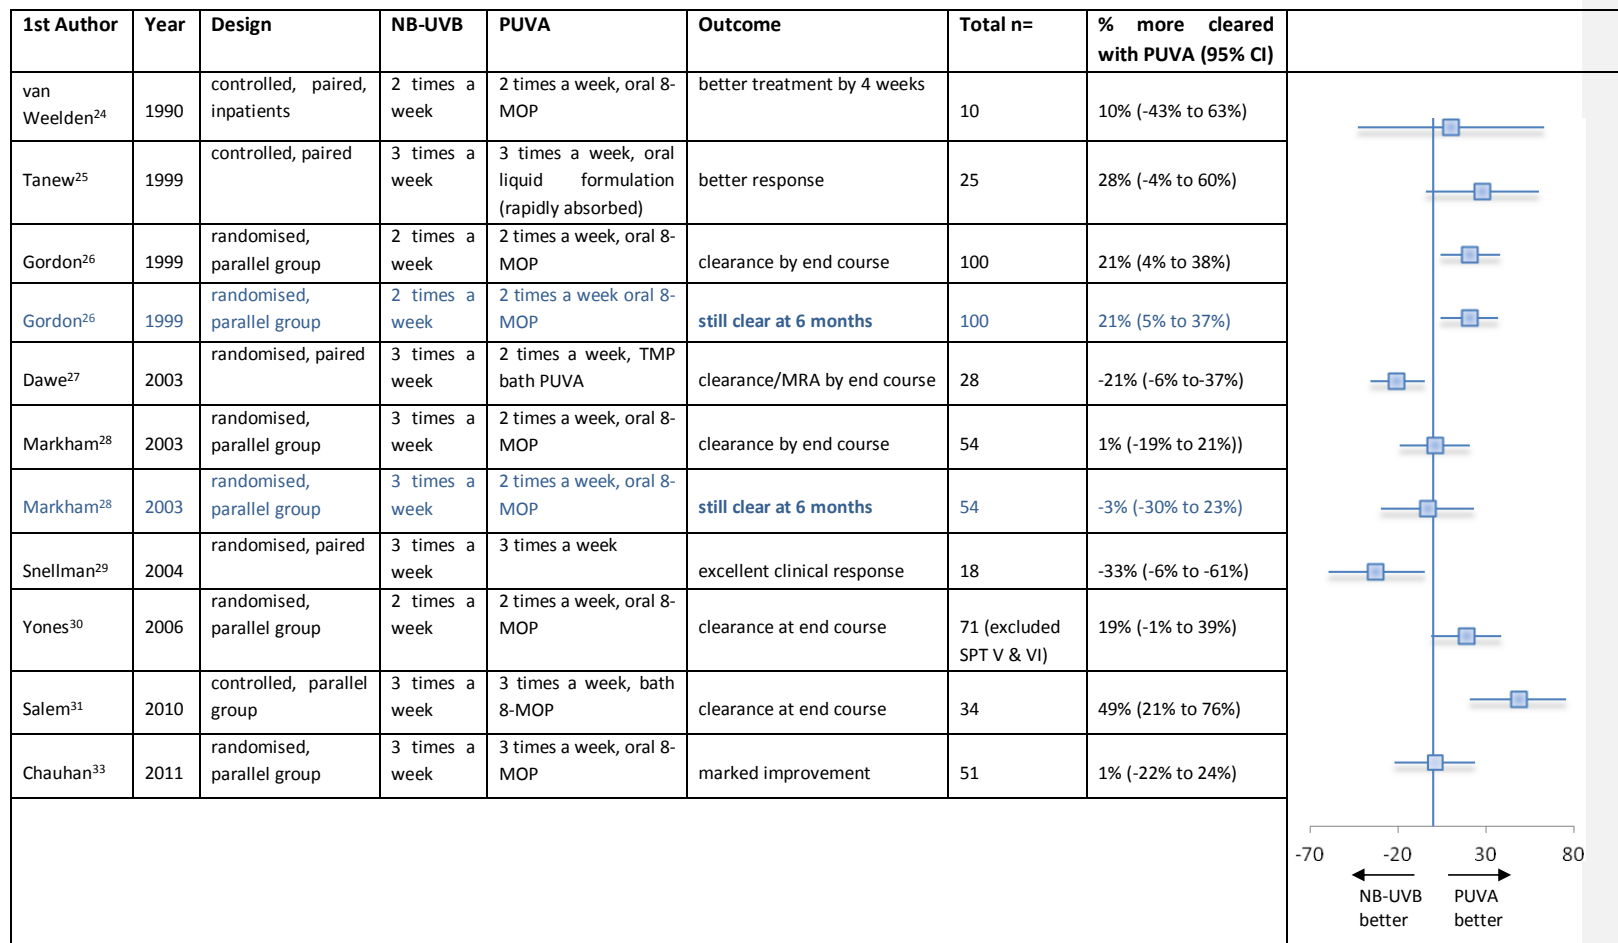 1st Author Year Design NB-UVB PUVA Outcome Total n= % more cleared
with PUVA (95% CI)
van
Weelden24
1990
controlled, paired,
inpatients
2 times a
week
2 times a week, oral 8-
MOP
better treatment by 4 weeks
10
10% (-43% to 63%)
Tanew25
1999
controlled, paired
3 times a
week
3 times a week, oral
liquid formulation
(rapidly absorbed)
better response
25
28% (-4% to 60%)
Gordon26
1999
randomised,
parallel group
2 times a
week
2 times a week, oral 8-
MOP
clearance by end course
100
21% (4% to 38%)
Gordon26
1999
randomised,
parallel group
2 times a
week
2 times a week oral 8-
MOP
still clear at 6 months
100
21% (5% to 37%)
Dawe27
2003
randomised, paired
3 times a
week
2 times a week, TMP
bath PUVA
clearance/MRA by end course
28
-21% (-6% to-37%)
Markham28
2003
randomised,
parallel group
3 times a
week
2 times a week, oral 8-
MOP
clearance by end course
54
1% (-19% to 21%))
Markham28
2003
randomised,
parallel group
3 times a
week
2 times a week, oral 8-
MOP
still clear at 6 months
54
-3% (-30% to 23%)
Snellman29
2004
randomised, paired
3 times a
week
3 times a week
excellent clinical response
18
-33% (-6% to -61%)
Yones30
2006
randomised,
parallel group
2 times a
week
2 times a week, oral 8-
MOP
clearance at end course
71 (excluded
SPT V & VI)
19% (-1% to 39%)
Salem31
2010
controlled, parallel
group
3 times a
week
3 times a week, bath
8-MOP
clearance at end course
34
49% (21% to 76%)
Chauhan33
2011
randomised,
parallel group
3 times a
week
3 times a week, oral 8-
MOP
marked improvement
51
1% (-22% to 24%)
-70 -20 30 80
NB-UVB
better
PUVA
better